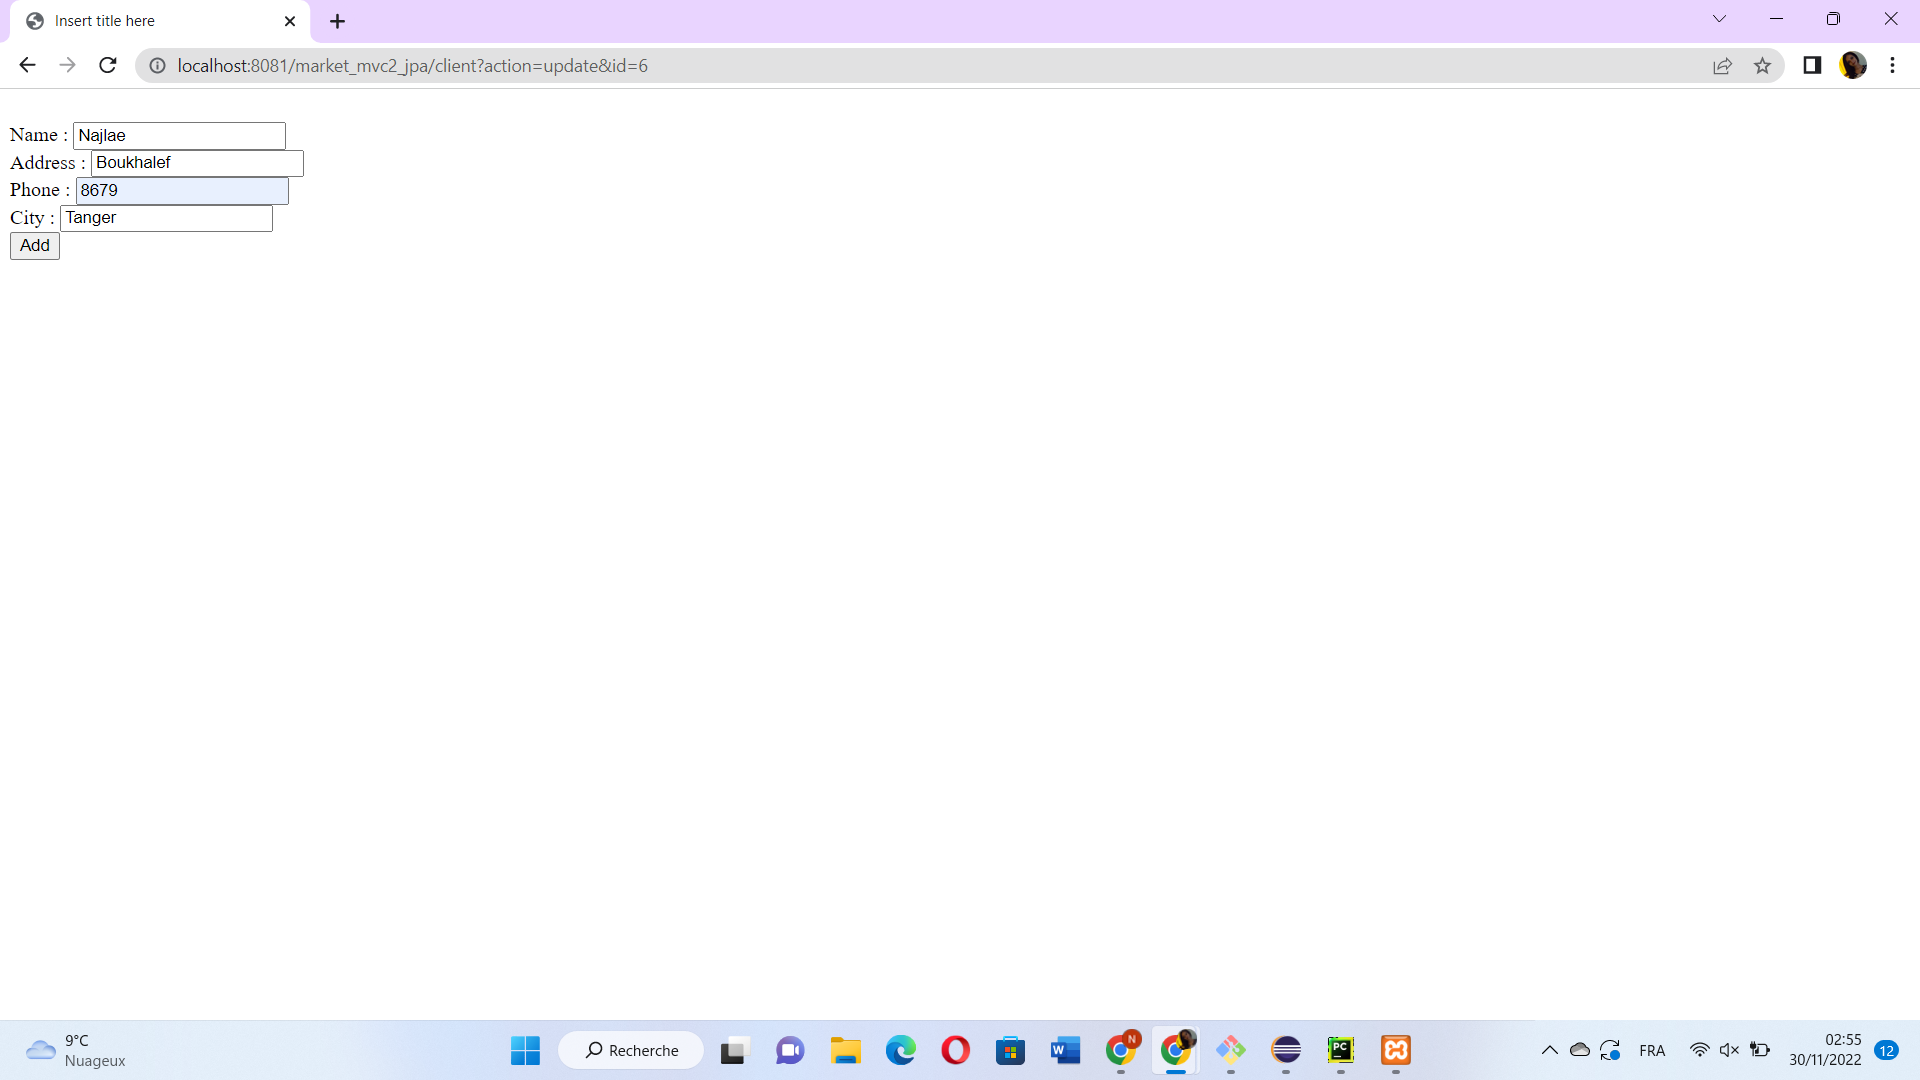 Insert title here
localhost:8081/market_mvc2_jpa/client?action=update&id=6
Name : Najlae
Address : Boukhalef
Phone : 8679
City : Tanger
Add
9°C
Nuageux
Recherche
W
N
PC
FRA
02:55
30/11/2022
12